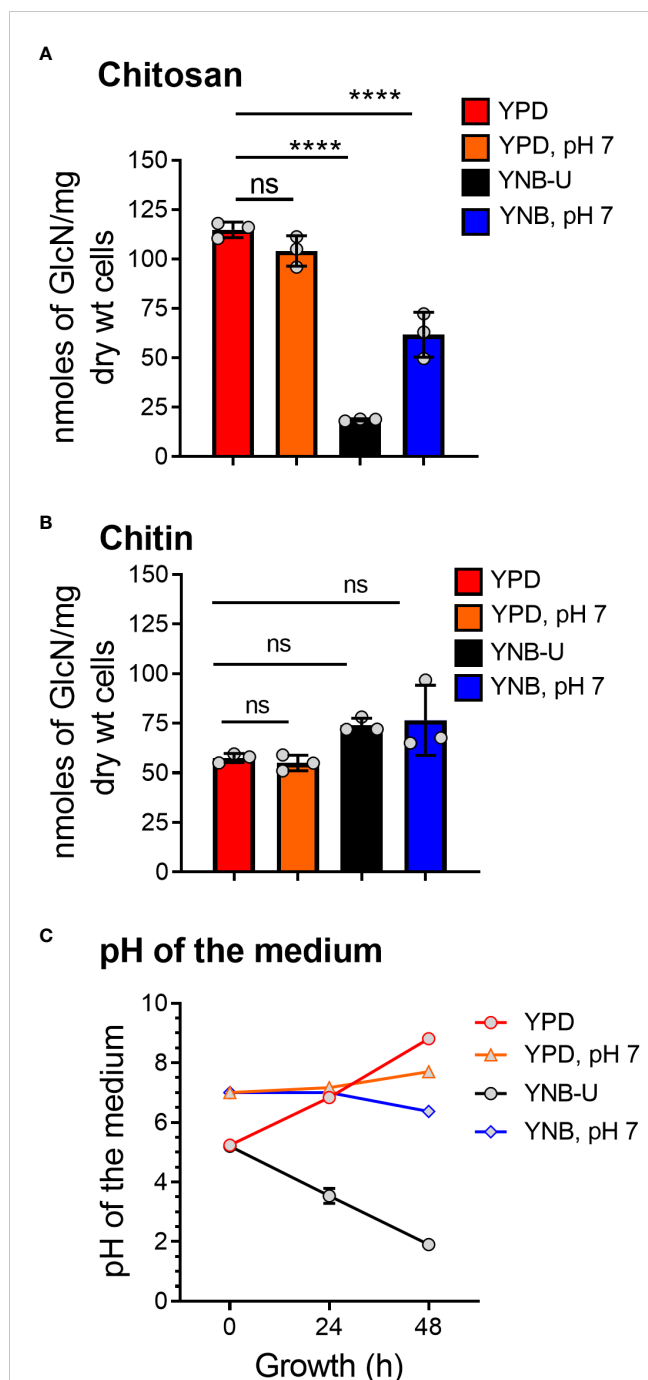 A
Chitosan
****
****
ns
YPD
YPD, pH 7
YNB-U
YNB, pH 7
150
125
100
75
50
25
0
nmoles of GlcN/mg
dry wt cells
B
Chitin
ns
ns
ns
YPD
YPD, pH 7
YNB-U
YNB, pH 7
150
125
100
75
50
25
0
nmoles of GlcN/mg
dry wt cells
C
pH of the medium
YPD
YPD, pH 7
YNB-U
YNB, pH 7
10
8
6
4
2
0
pH of the medium
0 24 48
Growth (h)